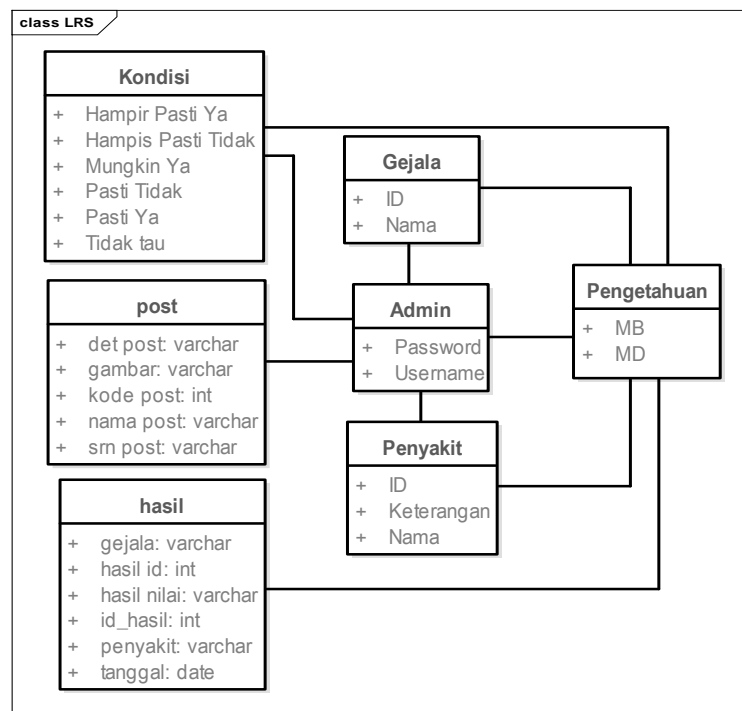 class LRS
Kondisi
+ Hampir Pasti Ya
+ Hampis Pasti Tidak
+ Mungkin Ya
+ Pasti Tidak
+ Pasti Ya
+ Tidak tau
Gejala
+ ID
+ Nama
post
+ det post: varchar
+ gambar: varchar
+ kode post: int
+ nama post: varchar
+ srn post: varchar
Admin
+ Password
+ Username
Pengetahuan
+ MB
+ MD
Penyakit
+ ID
+ Keterangan
+ Nama
hasil
+ gejala: varchar
+ hasil id: int
+ hasil nilai: varchar
+ id_hasil: int
+ penyakit: varchar
+ tanggal: date